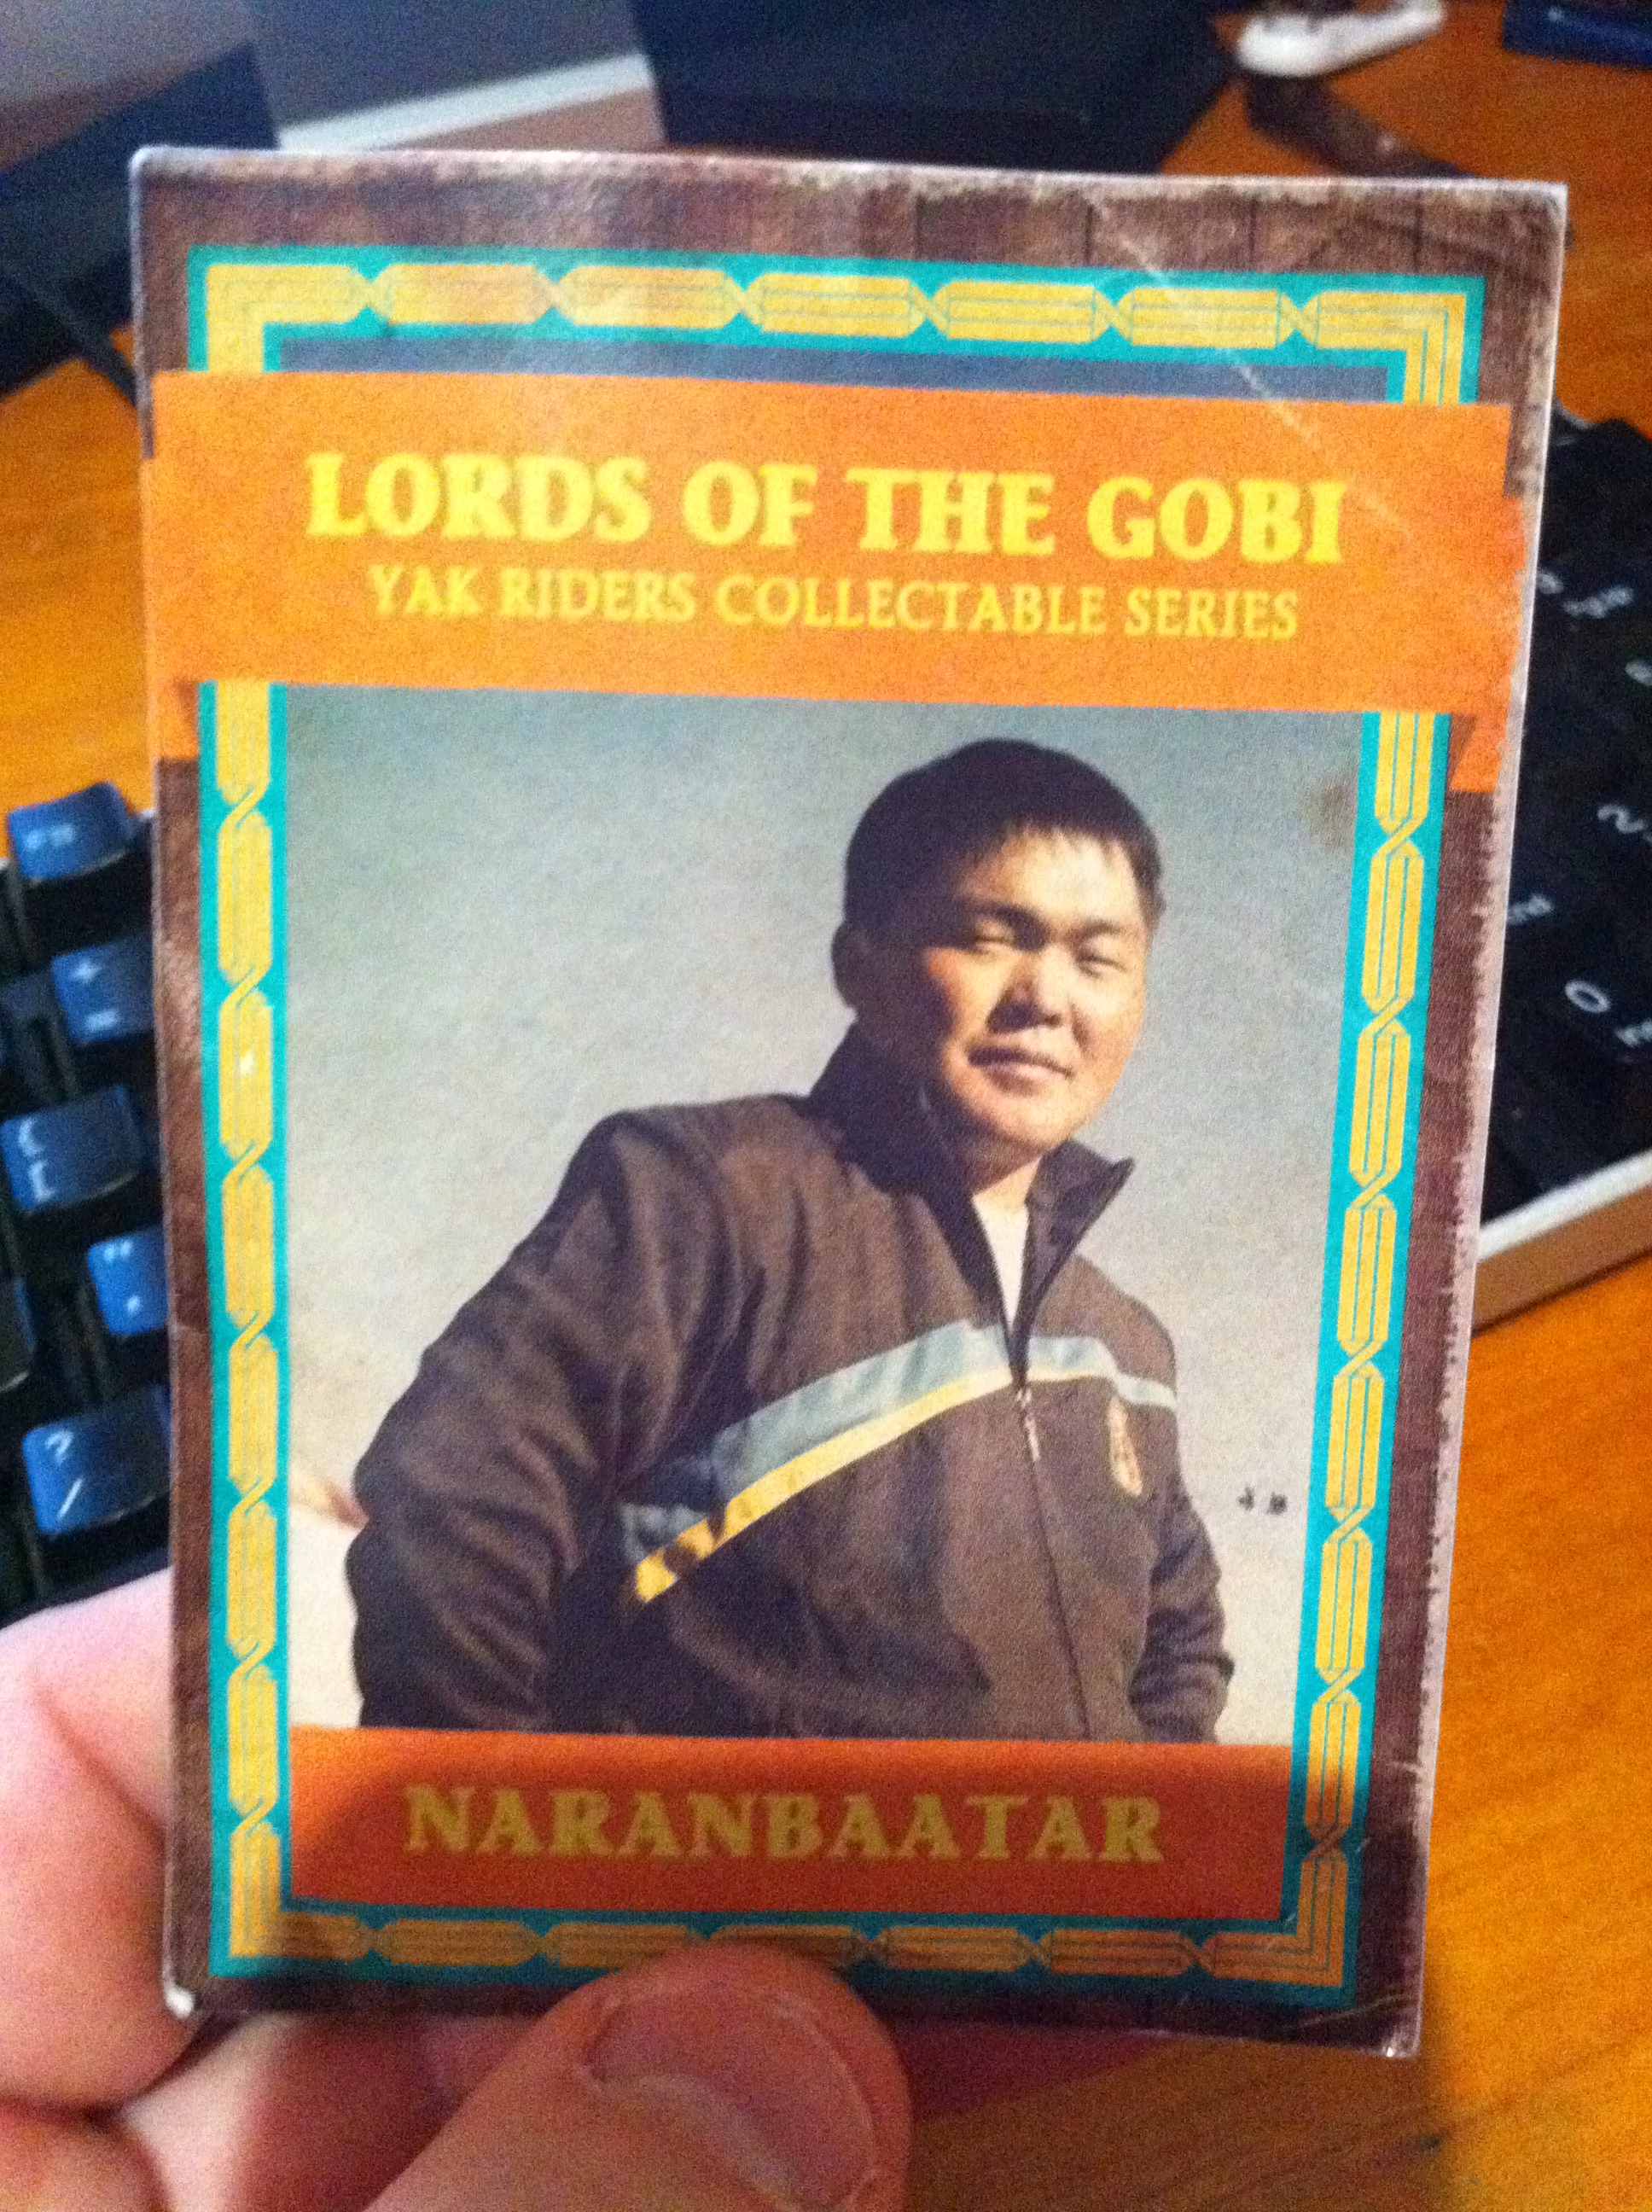 LORDS OF THE GOBI
YAK RIDERS COLLECTABLE SERIES
NARANBAATAR